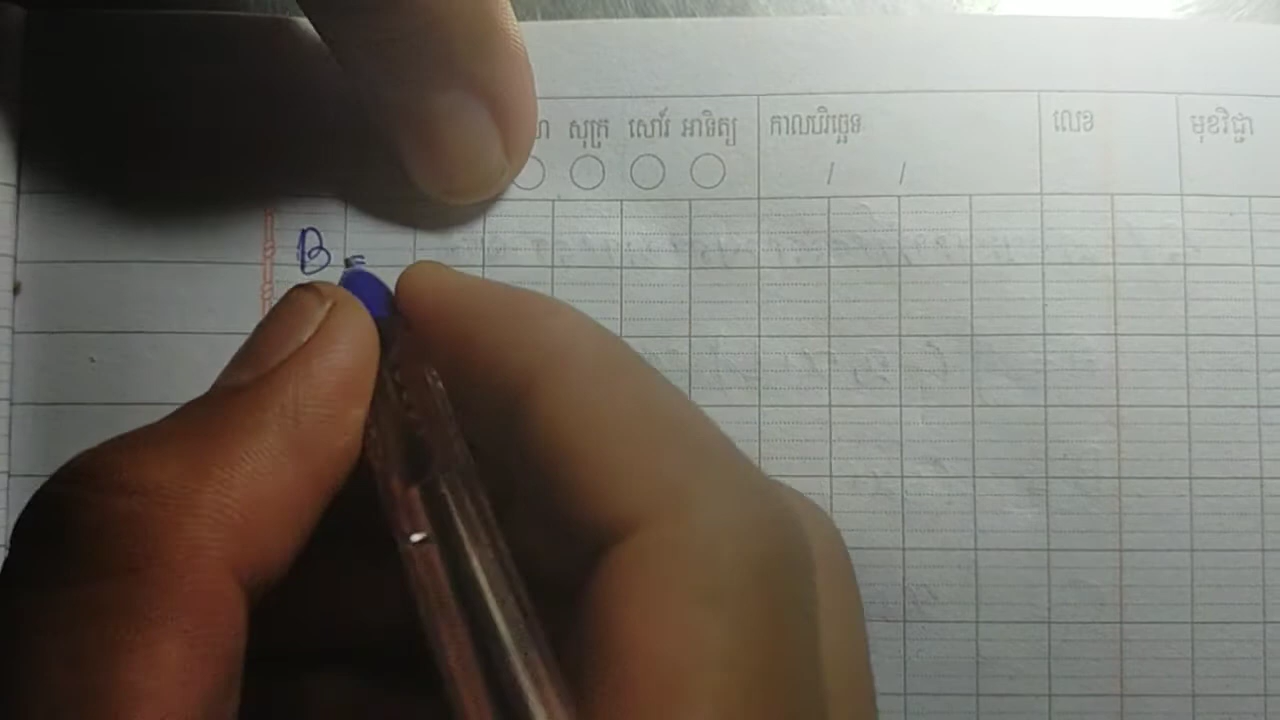 សុក្រ សៅរ៍ អាទិត្យ កាលបរិច្ឆេទ លេខ មុខវិជ្ជា
/ /
B =